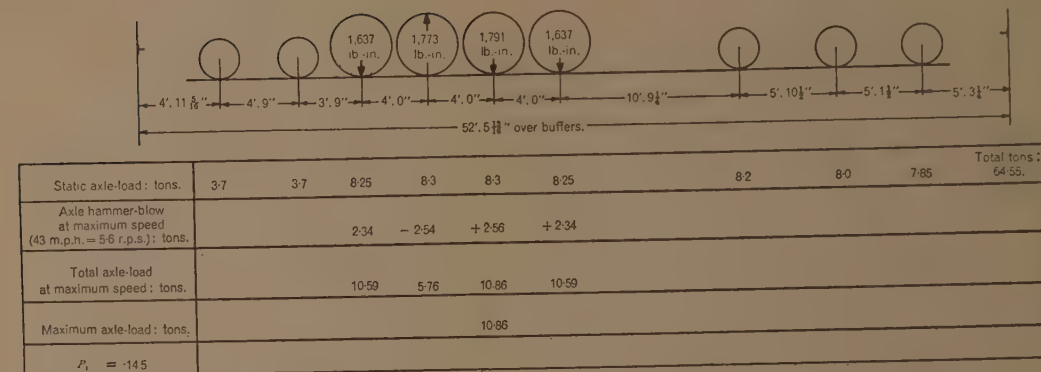 1,637 1,773 1,791 1,637
lb.-in. lb.-in. lb.-in. lb.-in.
4'. 11 5/16" 4'. 9" 3'. 9" 4'. 0" 4'. 0" 4'. 0" 10'. 9¼" 5'. 10½" 5'. 1½" 5'. 3¼"
52'. 5 13/16" over buffers.
Total tons:
Static axle-load: tons. 3·7 3·7 8·25 8·3 8·3 8·25 8·2 8·0 7·85 64·55.
Axle hammer-blow
at maximum speed
(43 m.p.h. = 5·6 r.p.s.): tons. 2·34 − 2·54 + 2·56 + 2·34
Total axle-load
at maximum speed: tons. 10·59 5·76 10·86 10·59
Maximum axle-load: tons. 10·86
P₁ = ·145